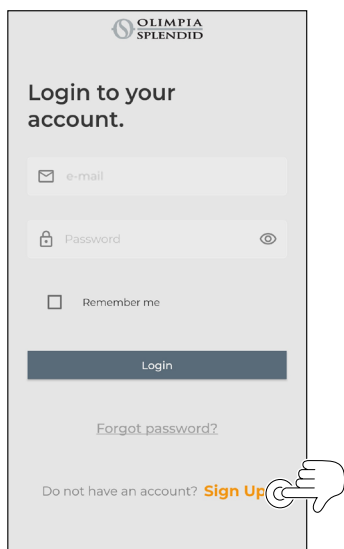 OLIMPIA
SPLENDID
Login to your
account.
e-mail
Password
Remember me
Login
Forgot password?
Do not have an account? Sign Up